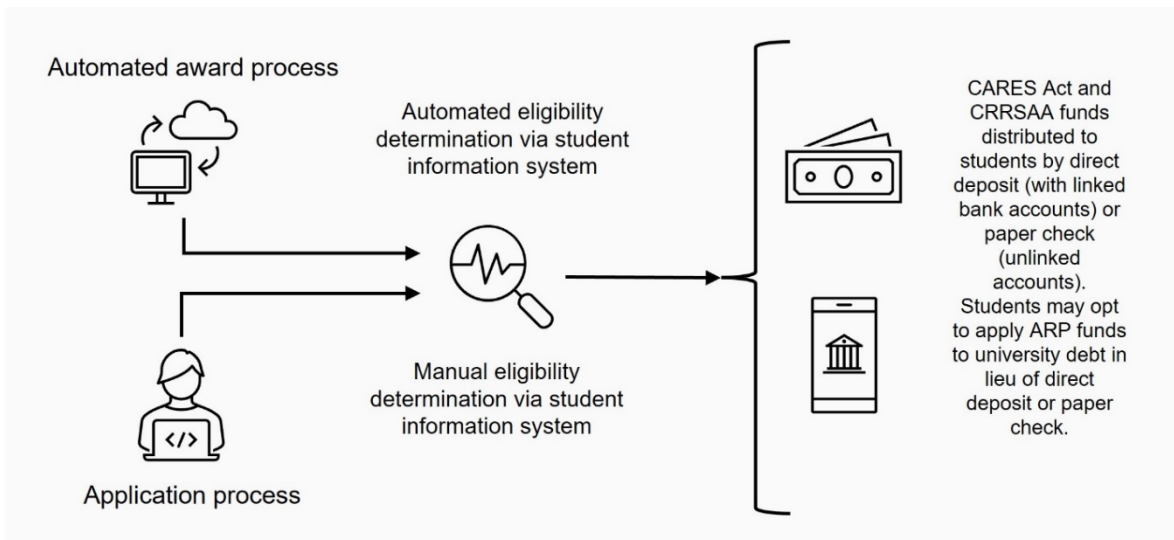 Automated award process
Automated eligibility
determination via student
information system
Manual eligibility
determination via student
information system
</>
Application process
CARES Act and
CRRSAA funds
distributed to
students by direct
deposit (with linked
bank accounts) or
paper check
(unlinked
accounts).
Students may opt
to apply ARP funds
to university debt in
lieu of direct
deposit or paper
check.